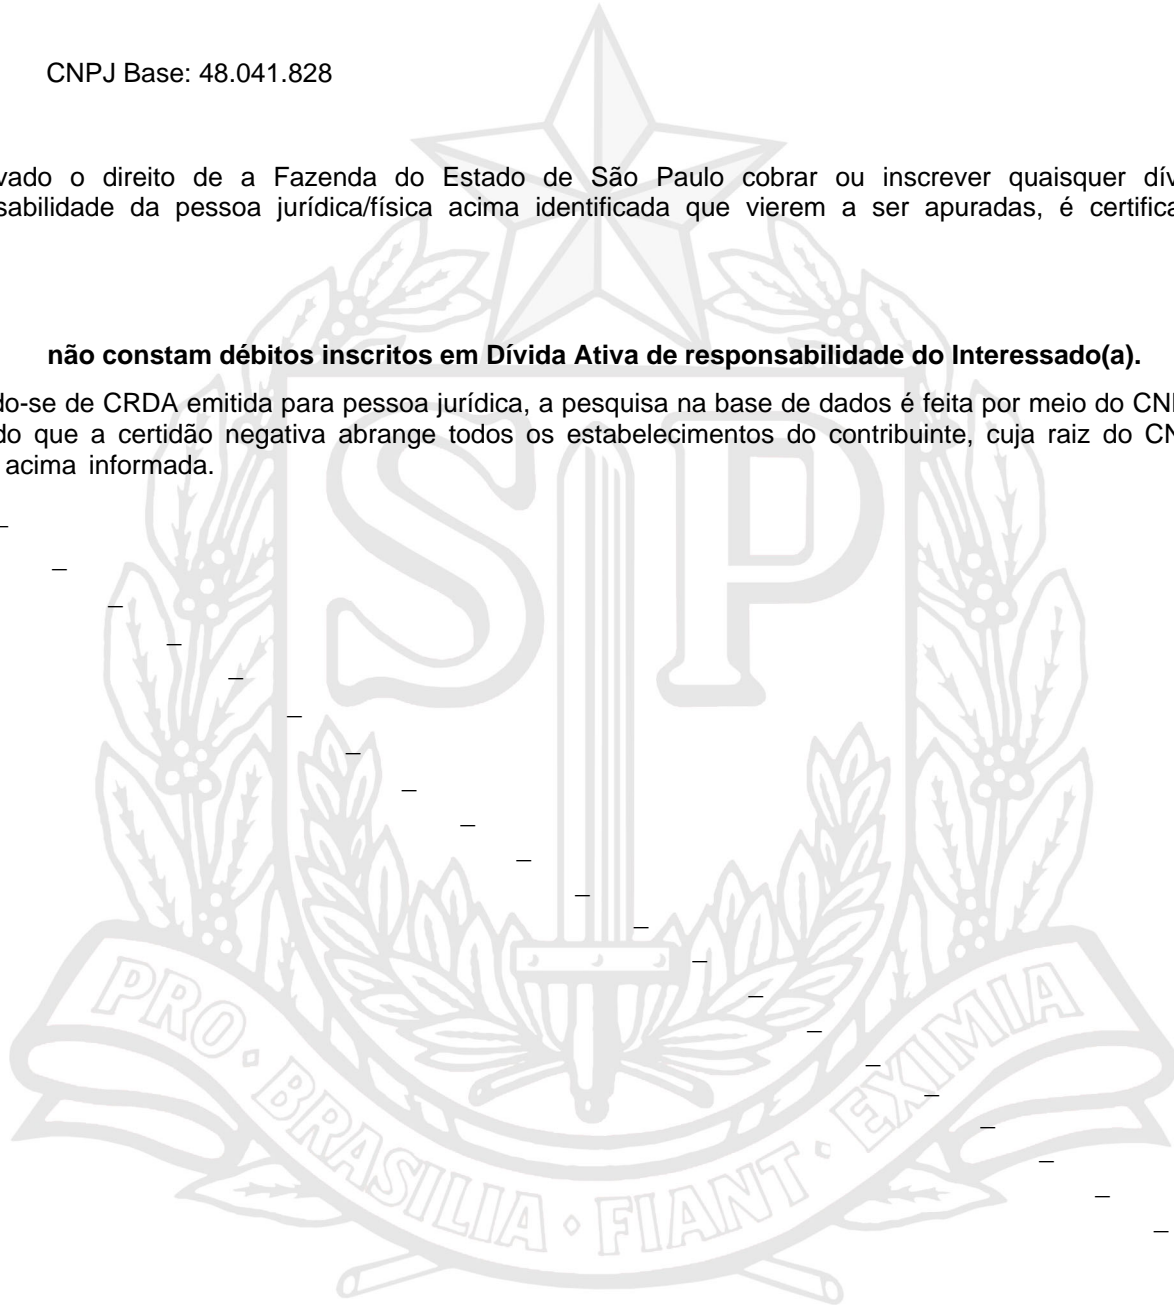 CNPJ Base: 48.041.828
vado o direito de a Fazenda do Estado de São Paulo cobrar ou inscrever quaisquer dív
sabilidade da pessoa jurídica/física acima identificada que vierem a ser apuradas, é certifica
não constam débitos inscritos em Dívida Ativa de responsabilidade do Interessado(a).
do-se de CRDA emitida para pessoa jurídica, a pesquisa na base de dados é feita por meio do CN
do que a certidão negativa abrange todos os estabelecimentos do contribuinte, cuja raiz do CN
acima informada.
SP
PRO • BRASILIA • FIANT • EXIMIA